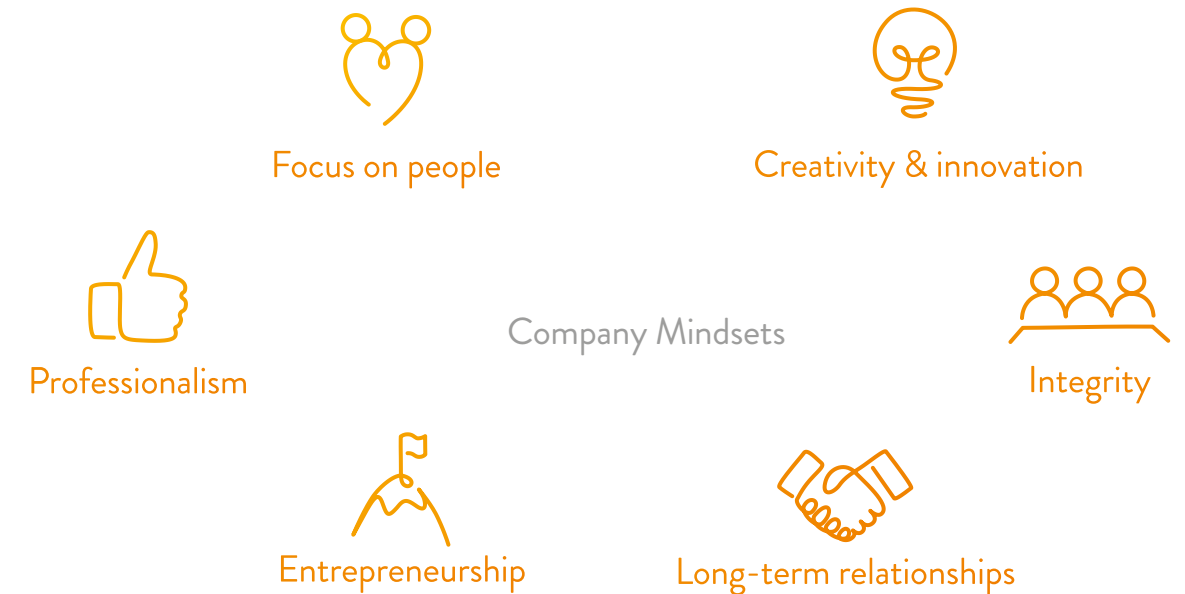 Focus on people
Creativity & innovation
Professionalism
Company Mindsets
Integrity
Entrepreneurship
Long-term relationships